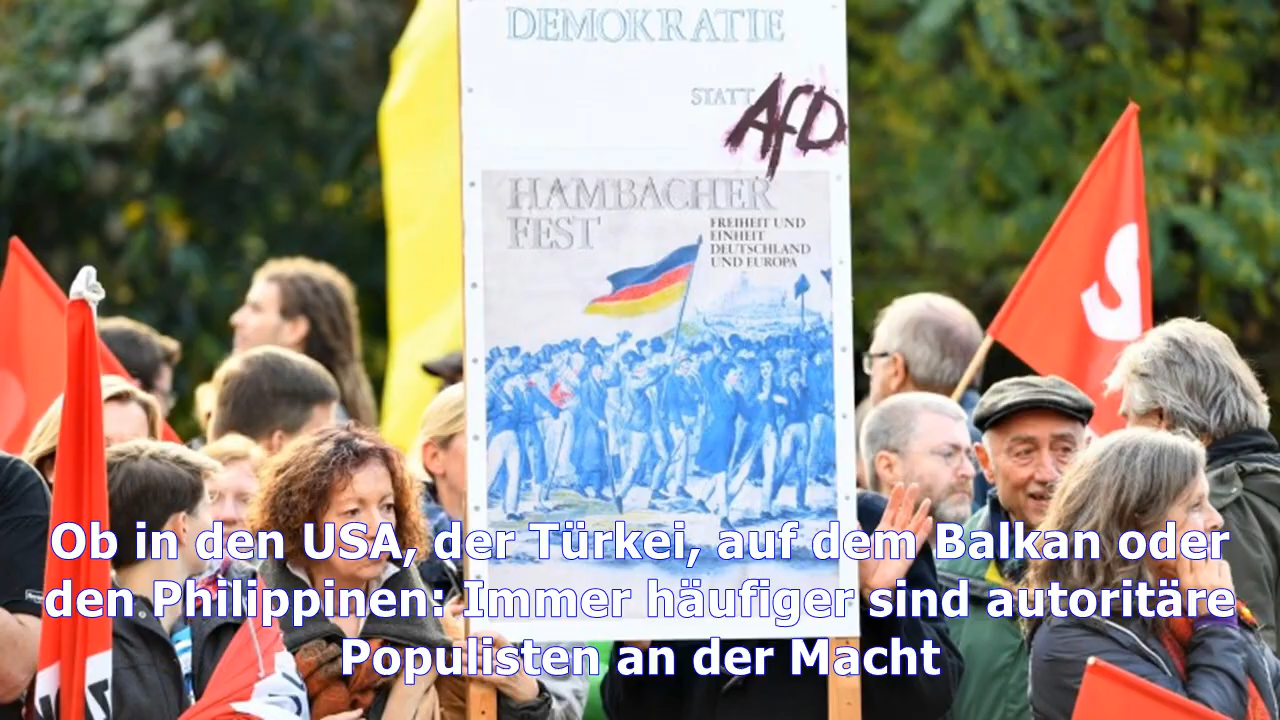 DEMOKRATIE
STATT AfD
HAMBACHER
FEST
FREIHEIT UND
EINHEIT
DEUTSCHLAND
UND EUROPA
Ob in den USA, der Türkei, auf dem Balkan oder
den Philippinen: Immer häufiger sind autoritäre
Populisten an der Macht